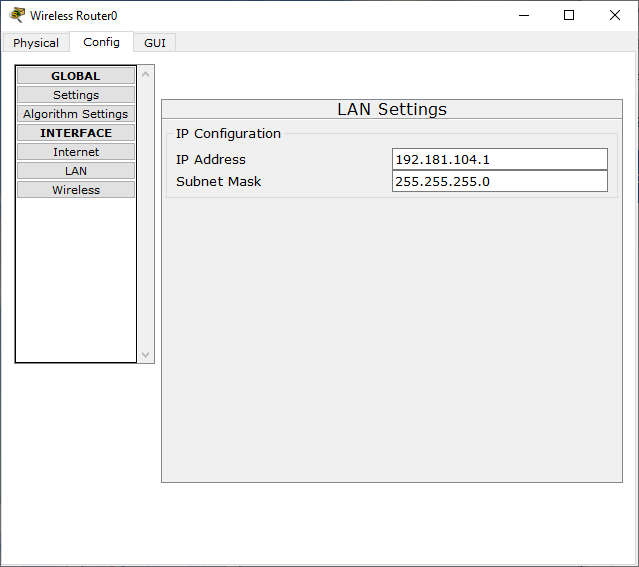 Wireless Router0
Physical Config GUI
GLOBAL
Settings
Algorithm Settings
INTERFACE
Internet
LAN
Wireless
LAN Settings
IP Configuration
IP Address 192.181.104.1
Subnet Mask 255.255.255.0